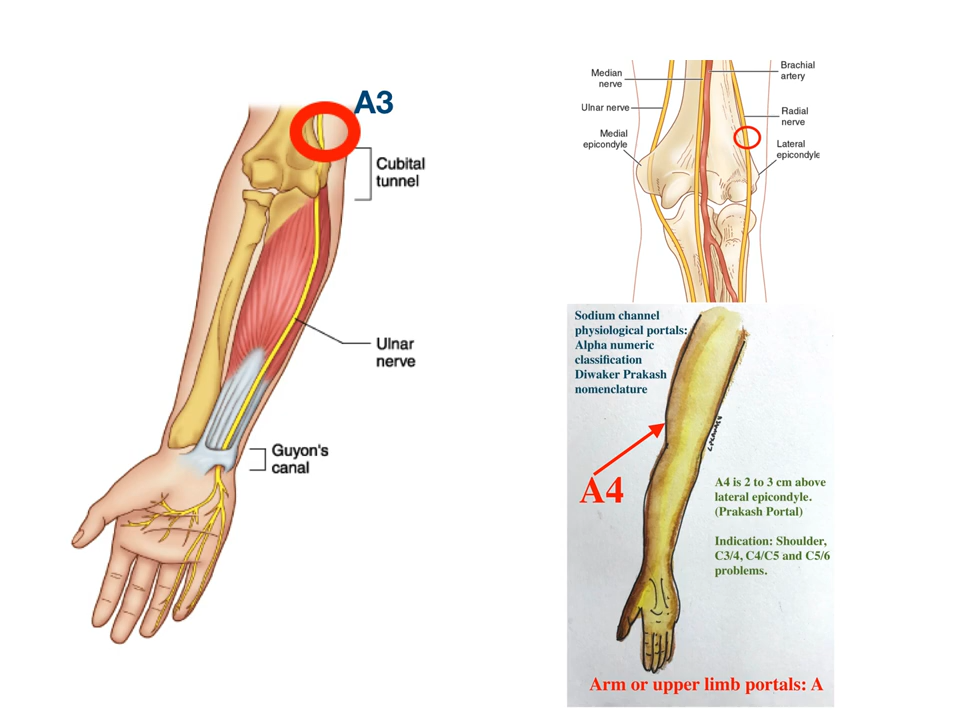 A3
Cubital
tunnel
Ulnar
nerve
Guyon's
canal
Median
nerve
Ulnar nerve
Medial
epicondyle
Brachial
artery
Radial
nerve
Lateral
epicondyle
Sodium channel
physiological portals:
Alpha numeric
classification
Diwaker Prakash
nomenclature
A4
A4 is 2 to 3 cm above
lateral epicondyle.
(Prakash Portal)
Indication: Shoulder,
C3/4, C4/C5 and C5/6
problems.
Arm or upper limb portals: A